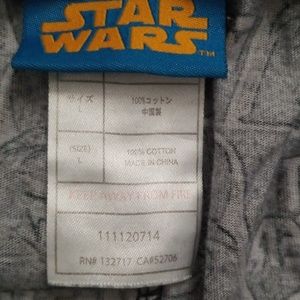 STAR
WARS™
サイズ
L
100%コットン
中国製
(SIZE)
L
100% COTTON
MADE IN CHINA
KEEP AWAY FROM FIRE
111120714
RN# 132717 CA#52706